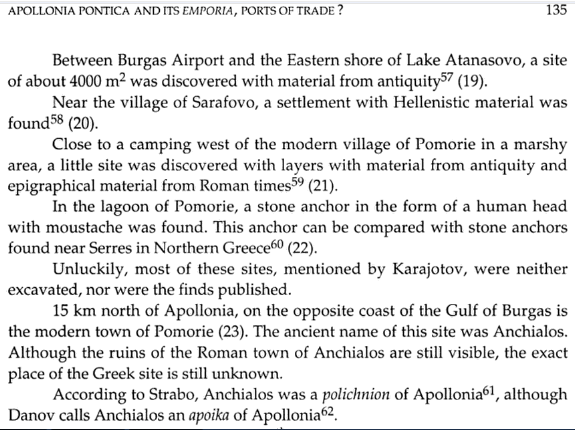 APOLLONIA PONTICA AND ITS EMPORIA, PORTS OF TRADE ? 135
Between Burgas Airport and the Eastern shore of Lake Atanasovo, a site
of about 4000 m² was discovered with material from antiquity⁵⁷ (19).
Near the village of Sarafovo, a settlement with Hellenistic material was
found⁵⁸ (20).
Close to a camping west of the modern village of Pomorie in a marshy
area, a little site was discovered with layers with material from antiquity and
epigraphical material from Roman times⁵⁹ (21).
In the lagoon of Pomorie, a stone anchor in the form of a human head
with moustache was found. This anchor can be compared with stone anchors
found near Serres in Northern Greece⁶⁰ (22).
Unluckily, most of these sites, mentioned by Karajotov, were neither
excavated, nor were the finds published.
15 km north of Apollonia, on the opposite coast of the Gulf of Burgas is
the modern town of Pomorie (23). The ancient name of this site was Anchialos.
Although the ruins of the Roman town of Anchialos are still visible, the exact
place of the Greek site is still unknown.
According to Strabo, Anchialos was a polichnion of Apollonia⁶¹, although
Danov calls Anchialos an apoika of Apollonia⁶².